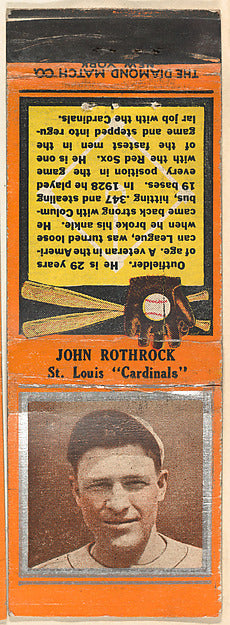 THE DIAMOND MATCH CO.
NEW YORK
Outfielder. He is 29 years
of age. A veteran in the Ameri-
can League, was turned loose
when he broke his ankle. He
came back strong with Colum-
bus, hitting .347 and stealing
19 bases. In 1928 he played
every position in the game
with the Red Sox. He is one
of the fastest men in the
game and stepped into a regu-
lar job with the Cardinals.
JOHN ROTHROCK
St. Louis "Cardinals"